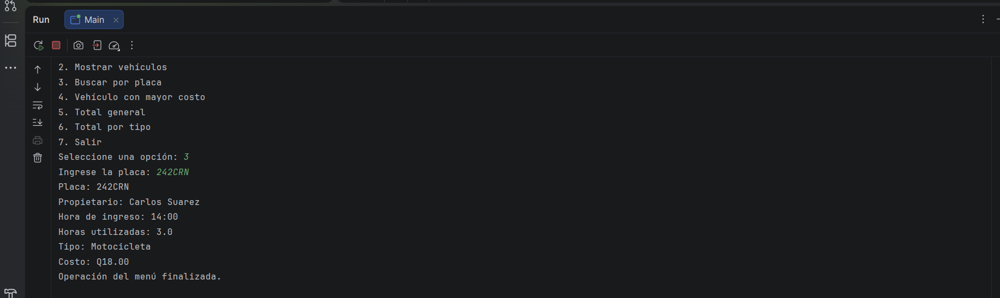 Run
Main
2. Mostrar vehículos
3. Buscar por placa
4. Vehículo con mayor costo
5. Total general
6. Total por tipo
7. Salir
Seleccione una opción: 3
Ingrese la placa: 242CRN
Placa: 242CRN
Propietario: Carlos Suarez
Hora de ingreso: 14:00
Horas utilizadas: 3.0
Tipo: Motocicleta
Costo: Q18.00
Operación del menú finalizada.